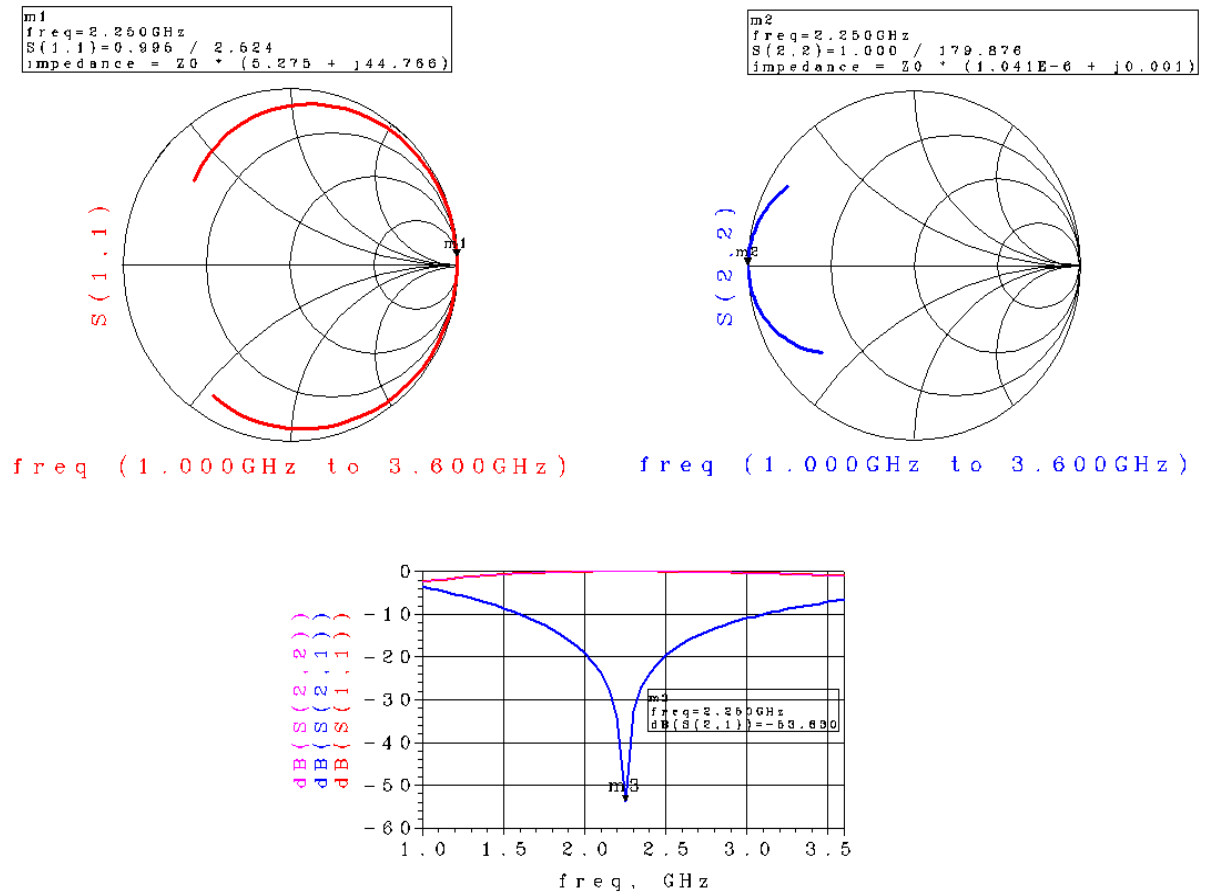 m1
freq=2.250GHz
S(1,1)=0.995 / 2.524
impedance = Z0 * (5.275 + j44.766)
m2
freq=2.250GHz
S(2,2)=1.000 / 179.876
impedance = Z0 * (1.041E-6 + j0.001)
S(1,1)
m1
S(2,2)
m2
freq (1.000GHz to 3.600GHz)
freq (1.000GHz to 3.600GHz)
dB(S(2,2))
dB(S(2,1))
dB(S(1,1))
0
-10
-20
-30
-40
-50
-60
m3
freq=2.250GHz
dB(S(2,1))=-53.630
m3
1.0 1.5 2.0 2.5 3.0 3.5
freq, GHz